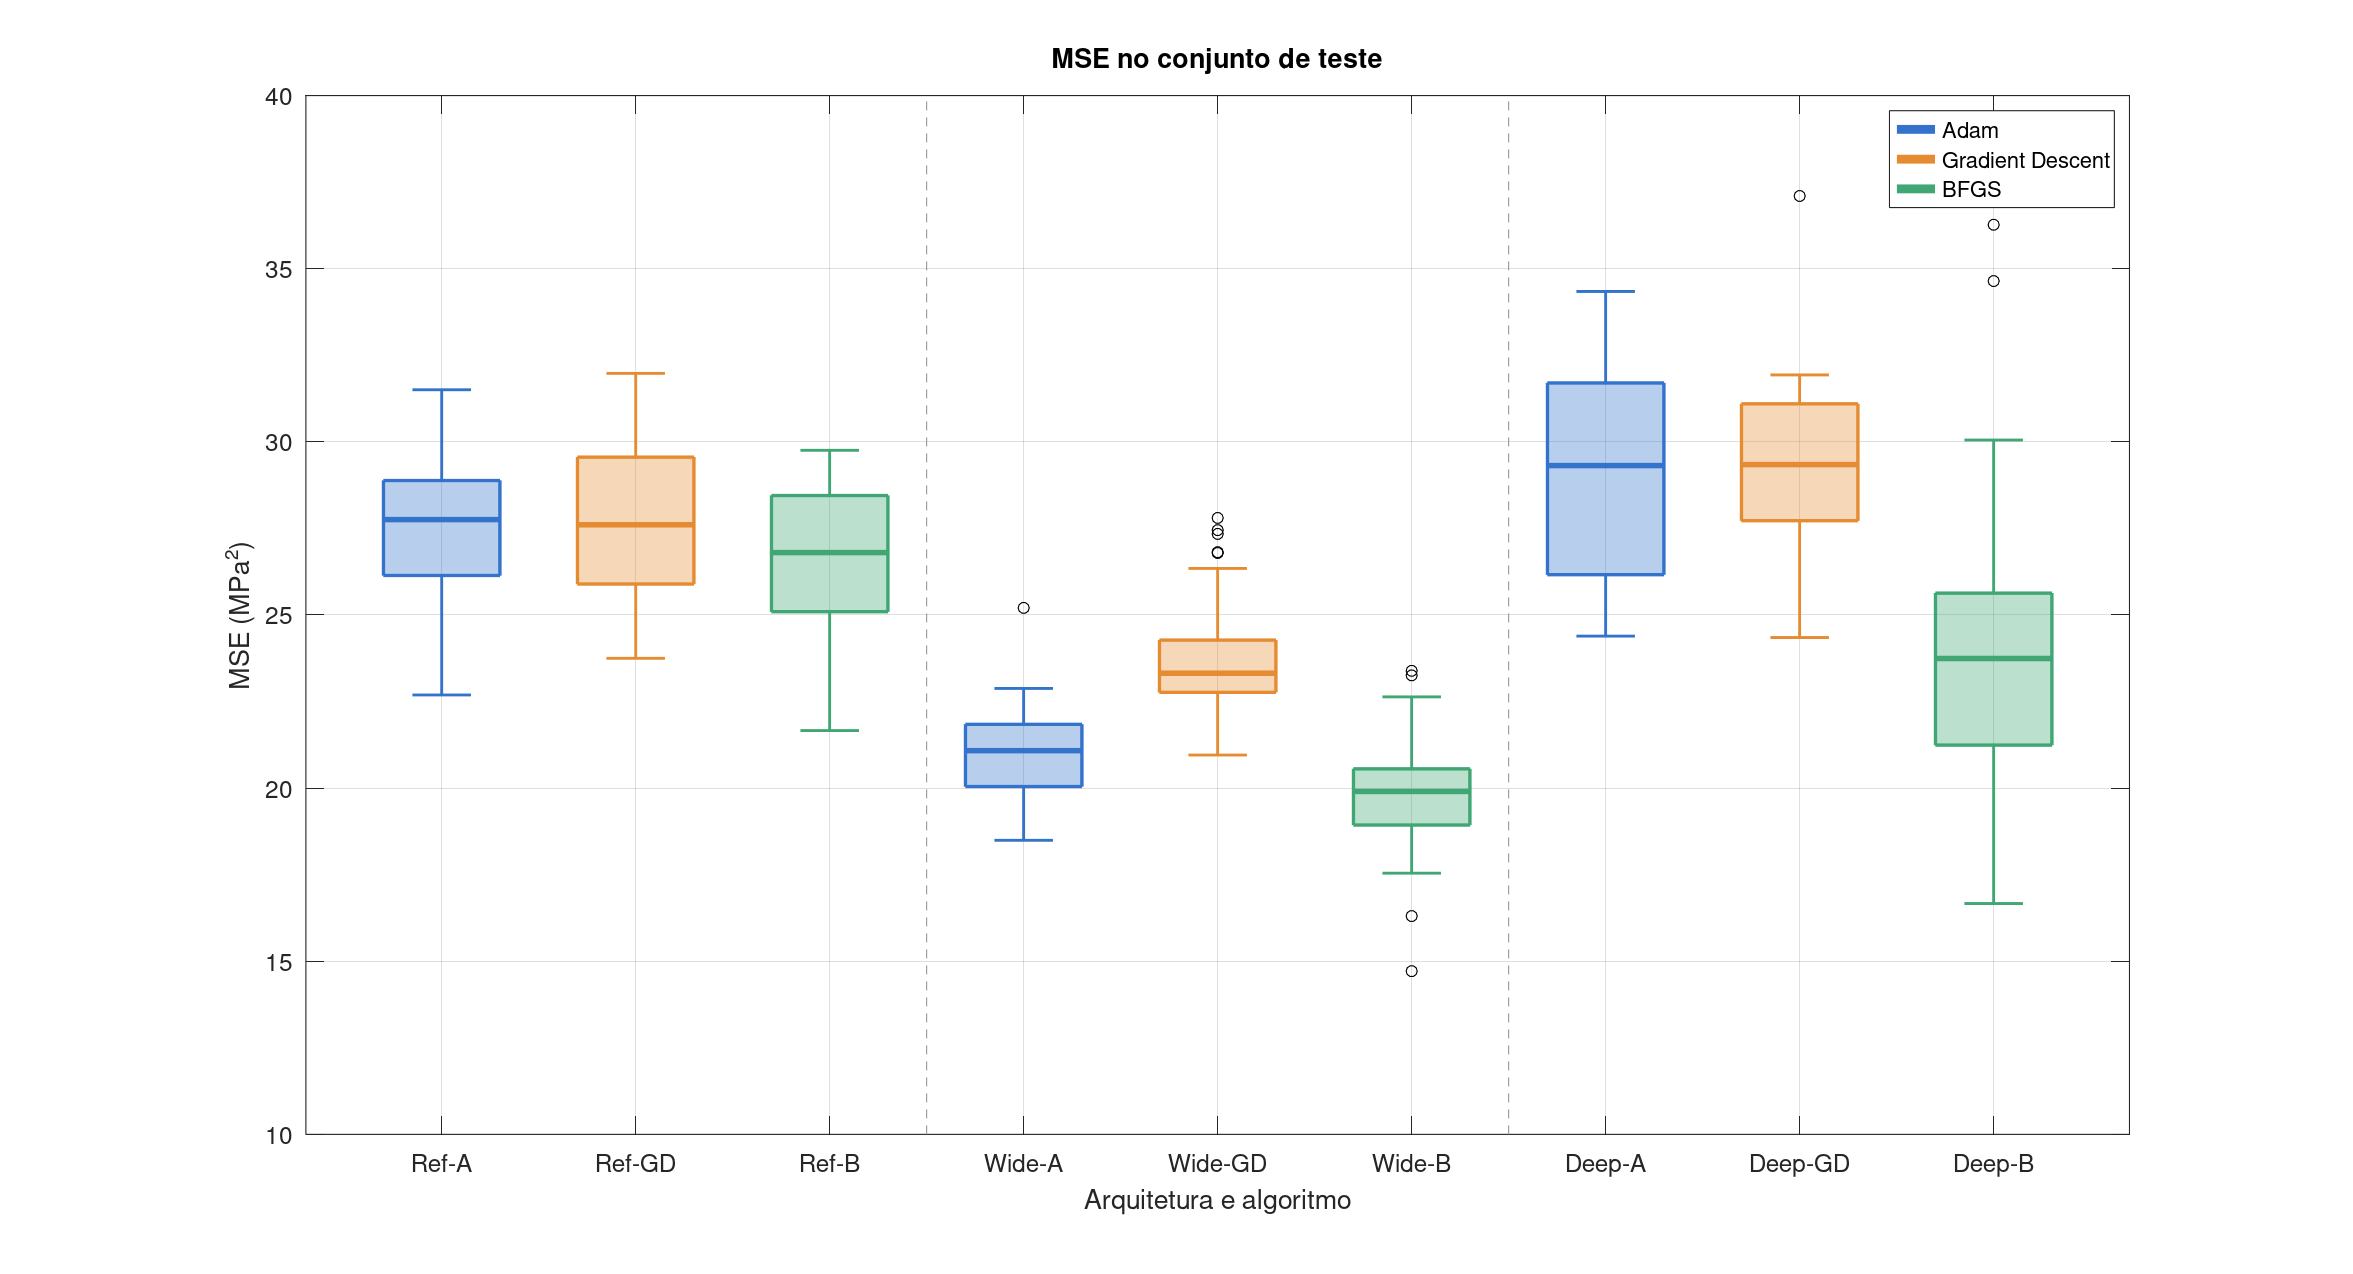 MSE no conjunto de teste
Adam
Gradient Descent
BFGS
40
35
30
25
20
15
10
MSE (MPa²)
Ref-A
Ref-GD
Ref-B
Wide-A
Wide-GD
Wide-B
Deep-A
Deep-GD
Deep-B
Arquitetura e algoritmo